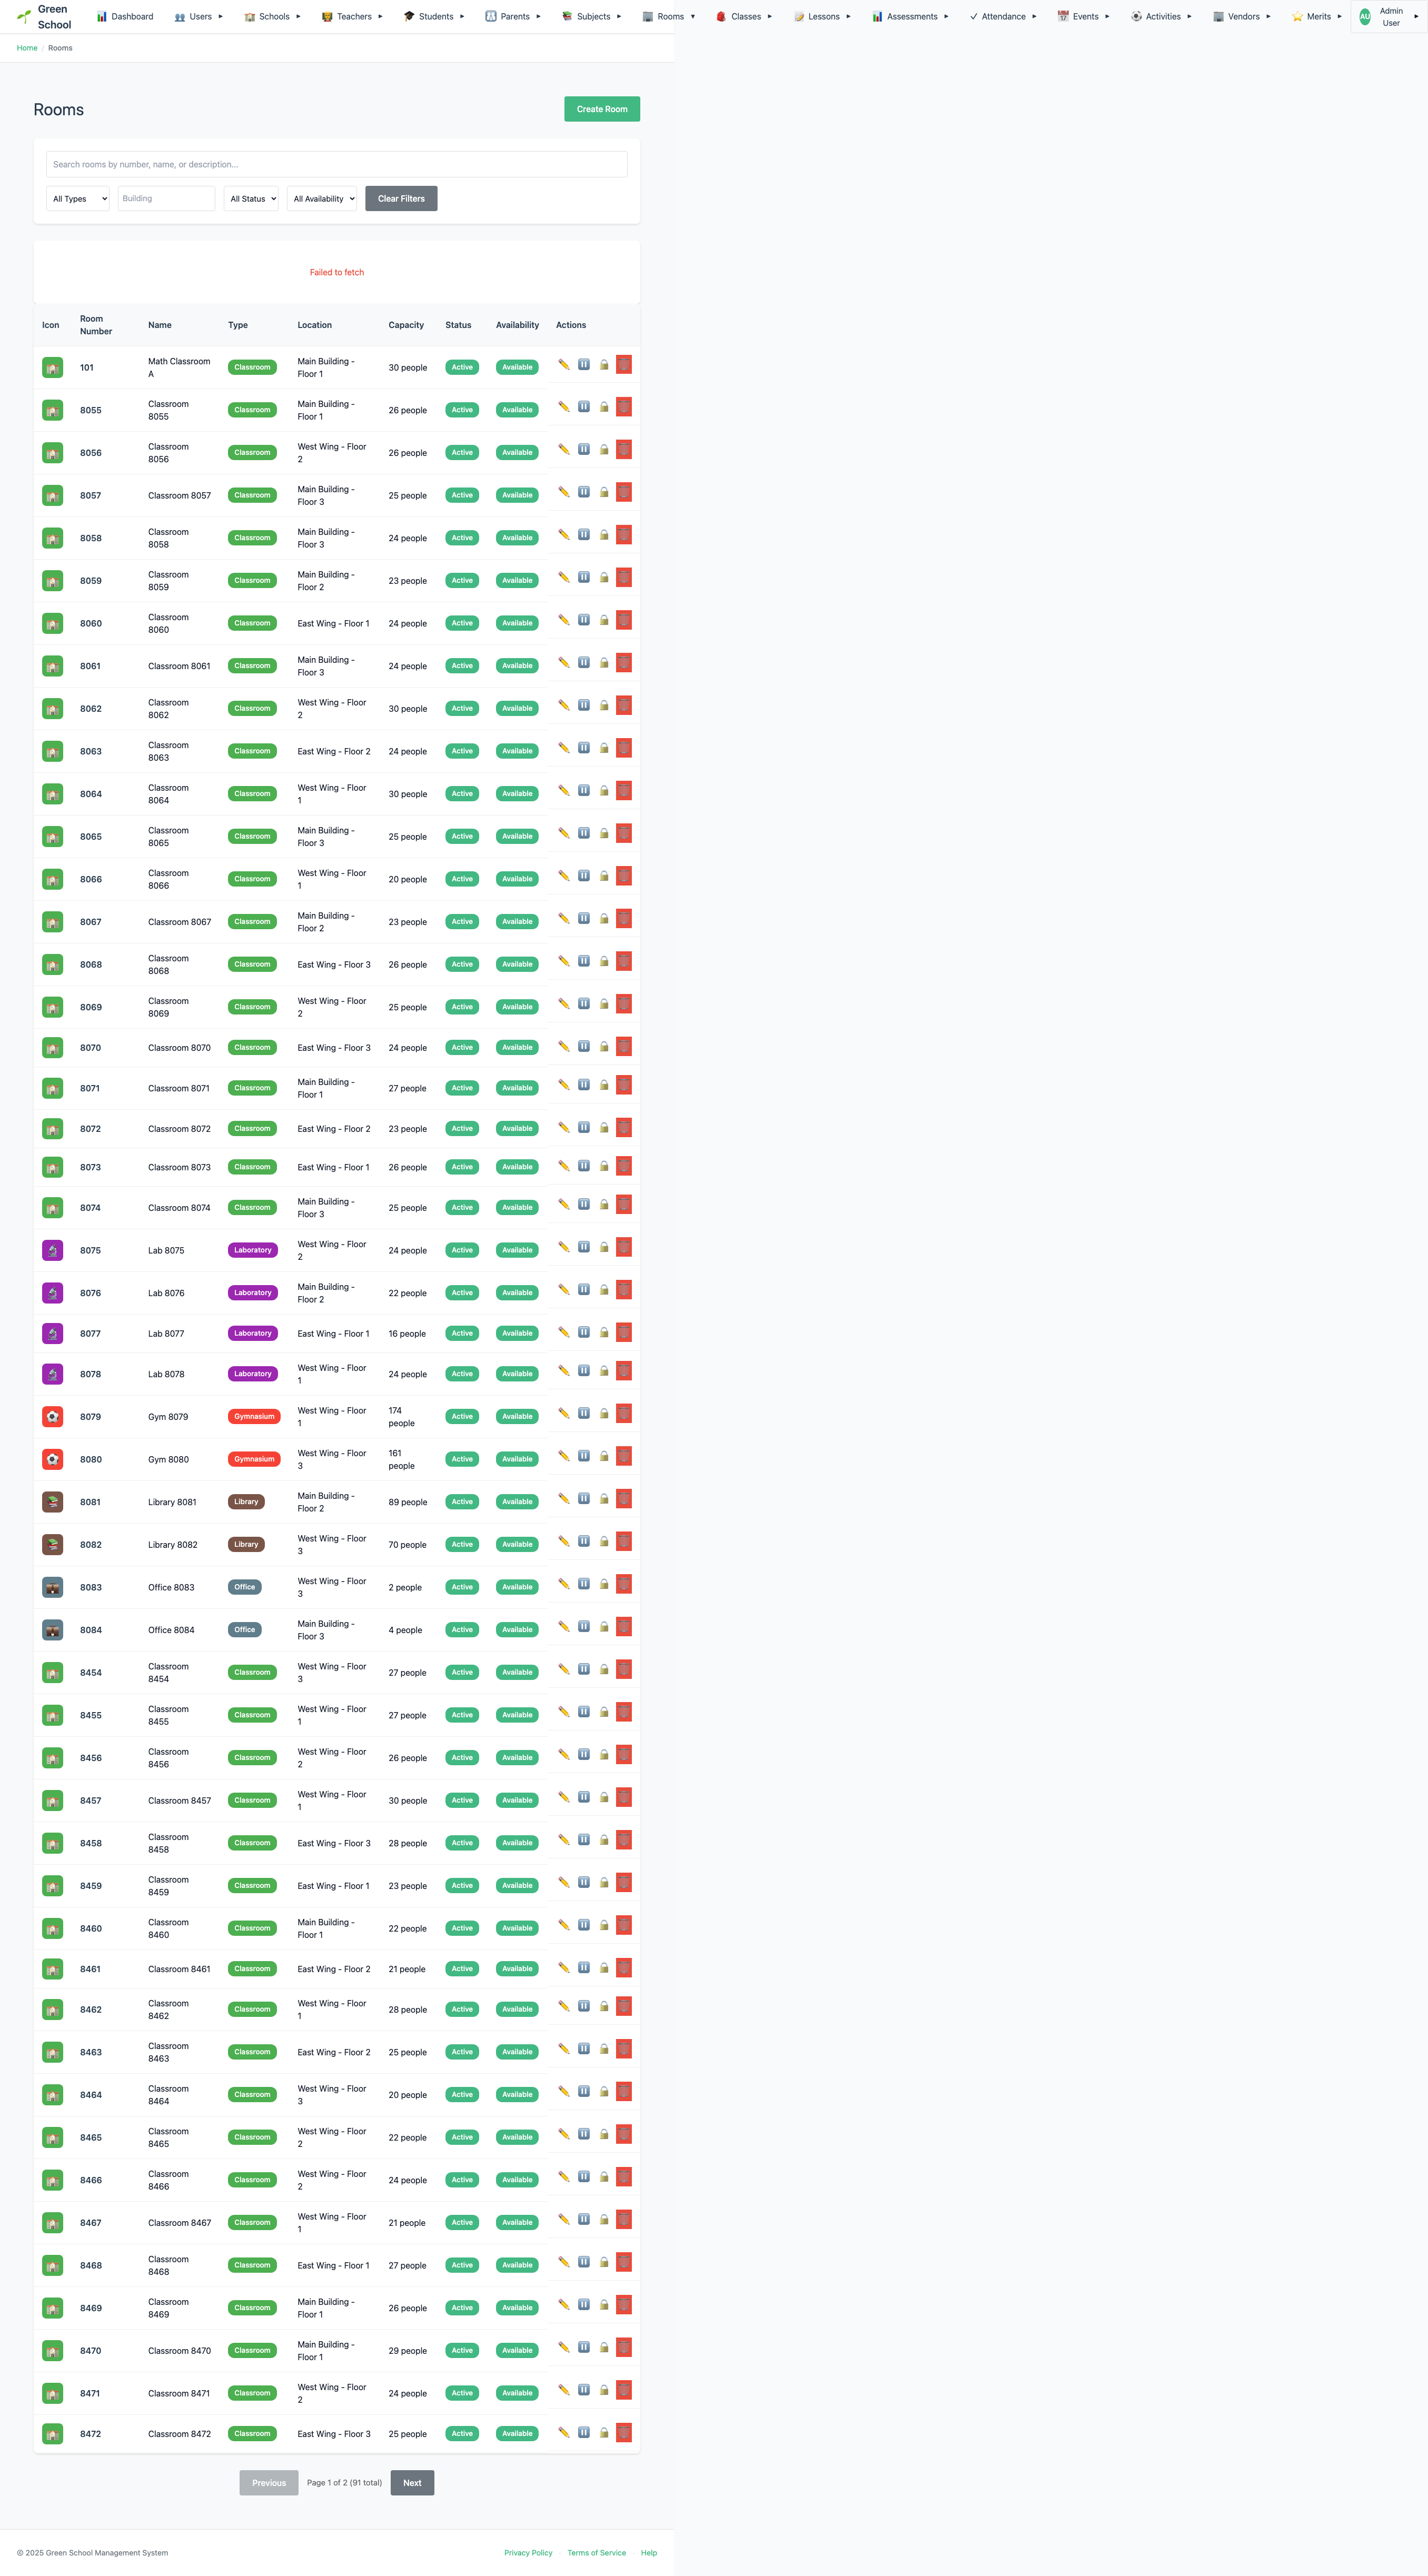 Green School Dashboard Users Schools Teachers Students Parents Subjects Rooms Classes Lessons Assessments Attendance Events Activities Vendors Merits AU Admin User
Home / Rooms
Rooms Create Room
Search rooms by number, name, or description...
All Types Building All Status All Availability Clear Filters
Failed to fetch
Icon Room Number Name Type Location Capacity Status Availability Actions
101 Math Classroom A Classroom Main Building - Floor 1 30 people Active Available
8055 Classroom 8055 Classroom Main Building - Floor 1 26 people Active Available
8056 Classroom 8056 Classroom West Wing - Floor 2 26 people Active Available
8057 Classroom 8057 Classroom Main Building - Floor 3 25 people Active Available
8058 Classroom 8058 Classroom Main Building - Floor 3 24 people Active Available
8059 Classroom 8059 Classroom Main Building - Floor 2 23 people Active Available
8060 Classroom 8060 Classroom East Wing - Floor 1 24 people Active Available
8061 Classroom 8061 Classroom Main Building - Floor 3 24 people Active Available
8062 Classroom 8062 Classroom West Wing - Floor 2 30 people Active Available
8063 Classroom 8063 Classroom East Wing - Floor 2 24 people Active Available
8064 Classroom 8064 Classroom West Wing - Floor 1 30 people Active Available
8065 Classroom 8065 Classroom Main Building - Floor 3 25 people Active Available
8066 Classroom 8066 Classroom West Wing - Floor 1 20 people Active Available
8067 Classroom 8067 Classroom Main Building - Floor 2 23 people Active Available
8068 Classroom 8068 Classroom East Wing - Floor 3 26 people Active Available
8069 Classroom 8069 Classroom West Wing - Floor 2 25 people Active Available
8070 Classroom 8070 Classroom East Wing - Floor 3 24 people Active Available
8071 Classroom 8071 Classroom Main Building - Floor 1 27 people Active Available
8072 Classroom 8072 Classroom East Wing - Floor 2 23 people Active Available
8073 Classroom 8073 Classroom East Wing - Floor 1 26 people Active Available
8074 Classroom 8074 Classroom Main Building - Floor 3 25 people Active Available
8075 Lab 8075 Laboratory West Wing - Floor 2 24 people Active Available
8076 Lab 8076 Laboratory Main Building - Floor 2 22 people Active Available
8077 Lab 8077 Laboratory East Wing - Floor 1 16 people Active Available
8078 Lab 8078 Laboratory West Wing - Floor 1 24 people Active Available
8079 Gym 8079 Gymnasium West Wing - Floor 1 174 people Active Available
8080 Gym 8080 Gymnasium West Wing - Floor 3 161 people Active Available
8081 Library 8081 Library Main Building - Floor 2 89 people Active Available
8082 Library 8082 Library West Wing - Floor 3 70 people Active Available
8083 Office 8083 Office West Wing - Floor 3 2 people Active Available
8084 Office 8084 Office Main Building - Floor 3 4 people Active Available
8454 Classroom 8454 Classroom West Wing - Floor 3 27 people Active Available
8455 Classroom 8455 Classroom West Wing - Floor 1 27 people Active Available
8456 Classroom 8456 Classroom West Wing - Floor 2 26 people Active Available
8457 Classroom 8457 Classroom West Wing - Floor 1 30 people Active Available
8458 Classroom 8458 Classroom East Wing - Floor 3 28 people Active Available
8459 Classroom 8459 Classroom East Wing - Floor 1 23 people Active Available
8460 Classroom 8460 Classroom Main Building - Floor 1 22 people Active Available
8461 Classroom 8461 Classroom East Wing - Floor 2 21 people Active Available
8462 Classroom 8462 Classroom West Wing - Floor 1 28 people Active Available
8463 Classroom 8463 Classroom East Wing - Floor 2 25 people Active Available
8464 Classroom 8464 Classroom West Wing - Floor 3 20 people Active Available
8465 Classroom 8465 Classroom West Wing - Floor 2 22 people Active Available
8466 Classroom 8466 Classroom West Wing - Floor 2 24 people Active Available
8467 Classroom 8467 Classroom West Wing - Floor 1 21 people Active Available
8468 Classroom 8468 Classroom East Wing - Floor 1 27 people Active Available
8469 Classroom 8469 Classroom Main Building - Floor 1 26 people Active Available
8470 Classroom 8470 Classroom Main Building - Floor 1 29 people Active Available
8471 Classroom 8471 Classroom West Wing - Floor 2 24 people Active Available
8472 Classroom 8472 Classroom East Wing - Floor 3 25 people Active Available
Previous Page 1 of 2 (91 total) Next
© 2025 Green School Management System Privacy Policy Terms of Service Help